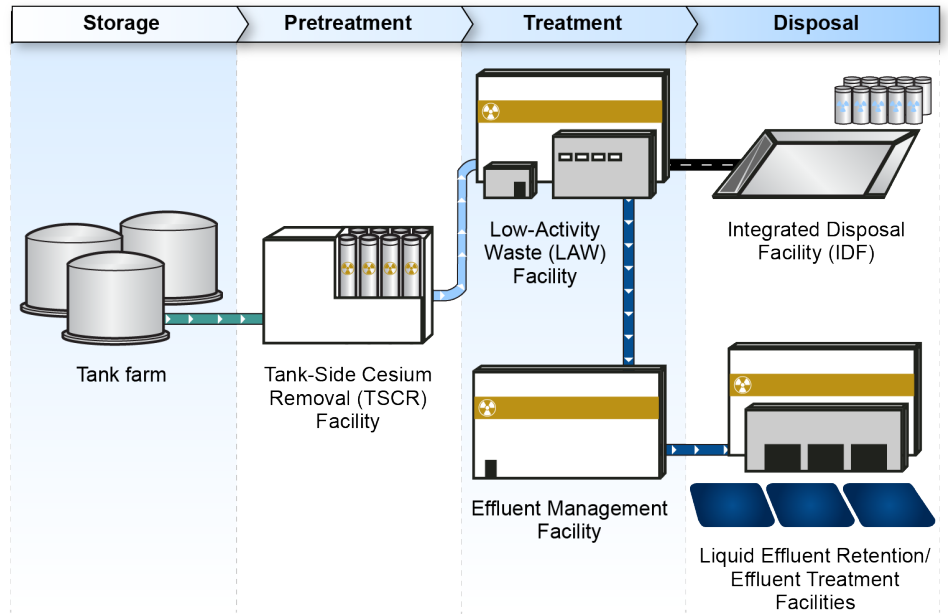 Storage
Pretreatment
Treatment
Disposal
Tank farm
Tank-Side Cesium
Removal (TSCR)
Facility
Low-Activity
Waste (LAW)
Facility
Integrated Disposal
Facility (IDF)
Effluent Management
Facility
Liquid Effluent Retention/
Effluent Treatment
Facilities